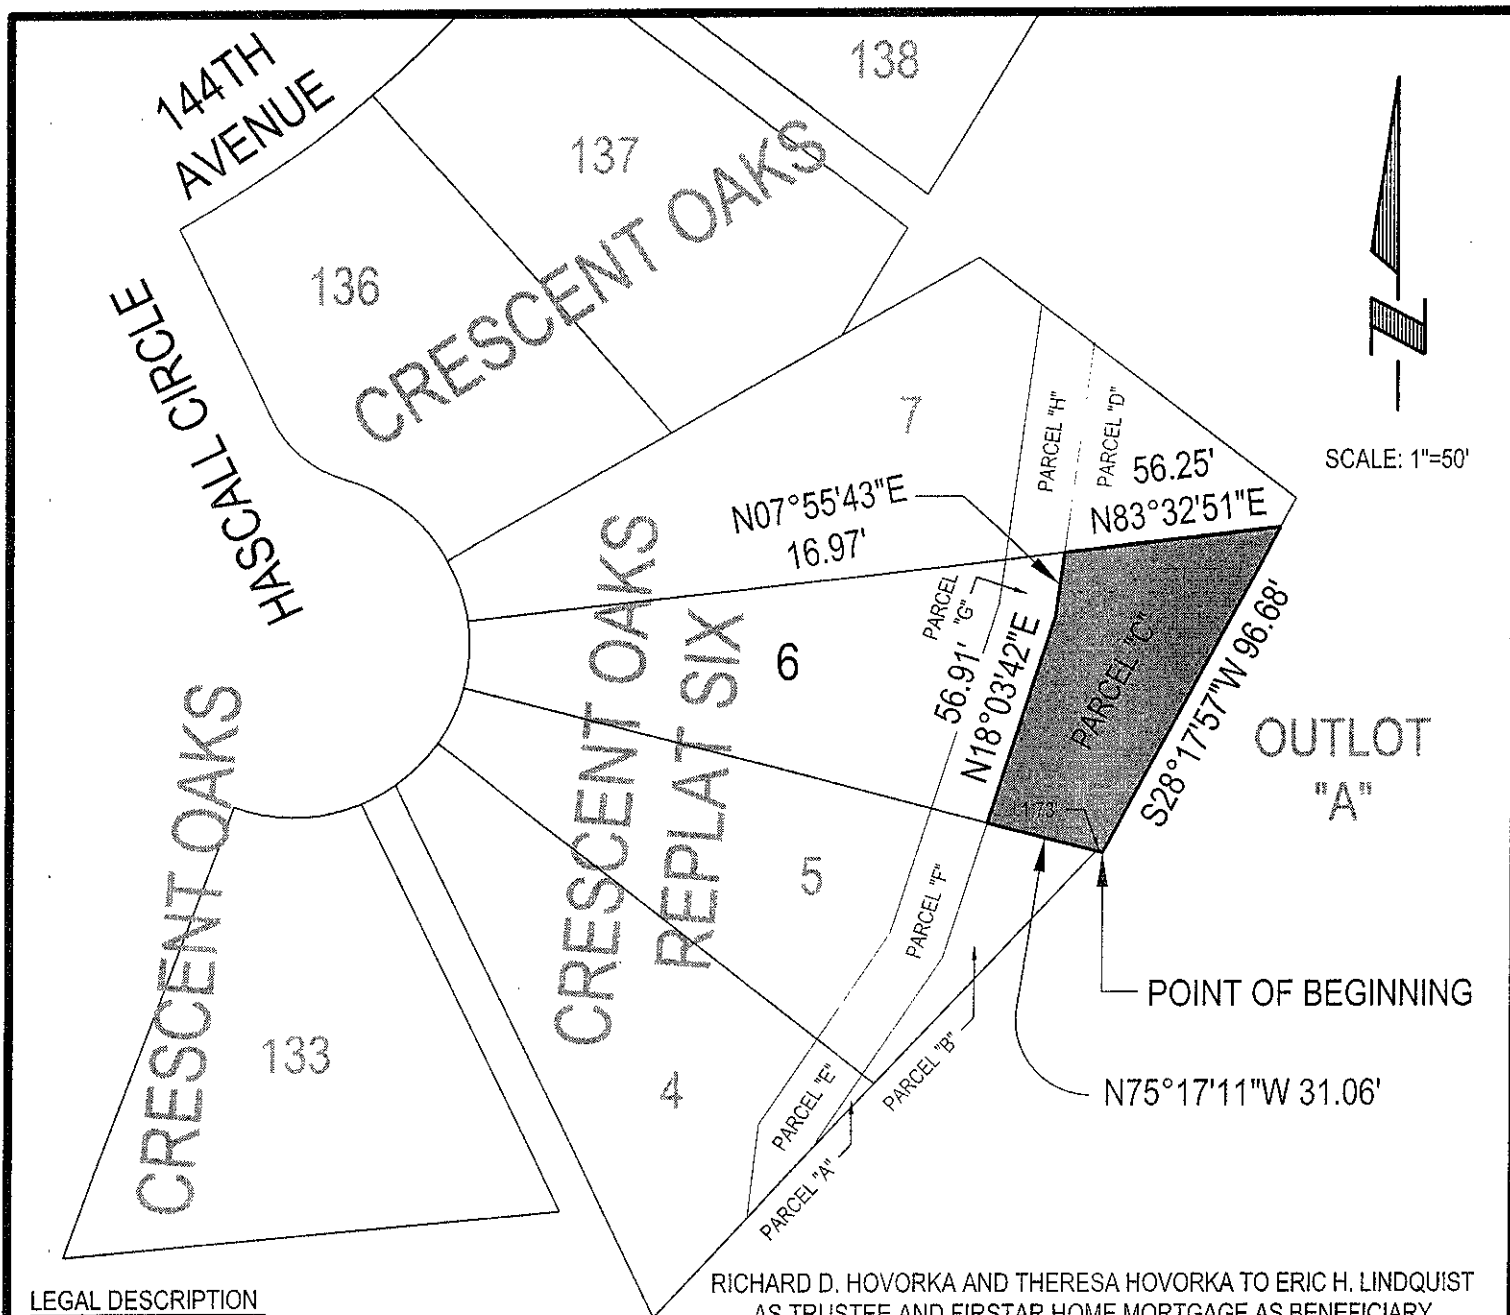 144TH
AVENUE
138
137
136
CRESCENT OAKS
HASCALL CIRCLE
SCALE: 1"=50'
7
PARCEL "H"
PARCEL "D"
56.25'
N83°32'51"E
N07°55'43"E
16.97'
PARCEL
"G"
56.91'
N18°03'42"E
PARCEL "C"
S28°17'57"W 96.68'
6
CRESCENT OAKS
REPLAT SIX
OUTLOT
"A"
5
PARCEL "F"
POINT OF BEGINNING
N75°17'11"W 31.06'
CRESCENT OAKS
133
4
PARCEL "E"
PARCEL "B"
PARCEL "A"
LEGAL DESCRIPTION
RICHARD D. HOVORKA AND THERESA HOVORKA TO ERIC H. LINDQUIST
AS TRUSTEE AND FIRSTAR HOME MORTGAGE AS BENEFICIARY